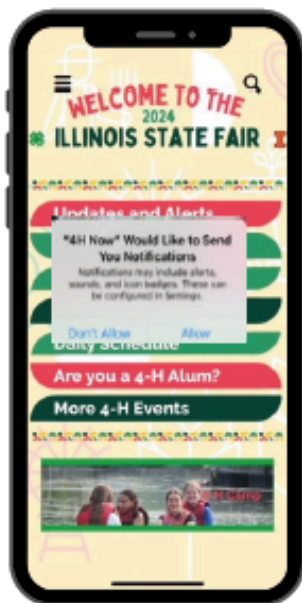 WELCOME TO THE
2024
ILLINOIS STATE FAIR
Updates and Alerts
"4H Now" Would Like to Send
You Notifications
Notifications may include alerts,
sounds, and icon badges. These can
be configured in Settings.
Don't Allow Allow
Daily Schedule
Are you a 4-H Alum?
More 4-H Events
4-H Camp